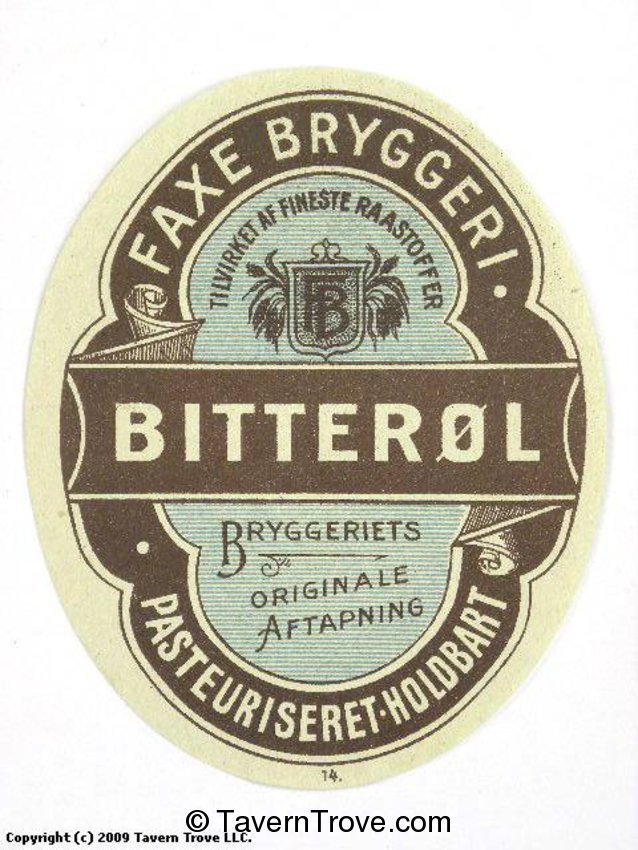 FAXE BRYGGERI
TILVIRKET AF FINESTE RAASTOFFER
FB
BITTERØL
BRYGGERIETS
ORIGINALE
AFTAPNING
PASTEURISERET·HOLDBART
14.
© TavernTrove.com
Copyright (c) 2009 Tavern Trove LLC.